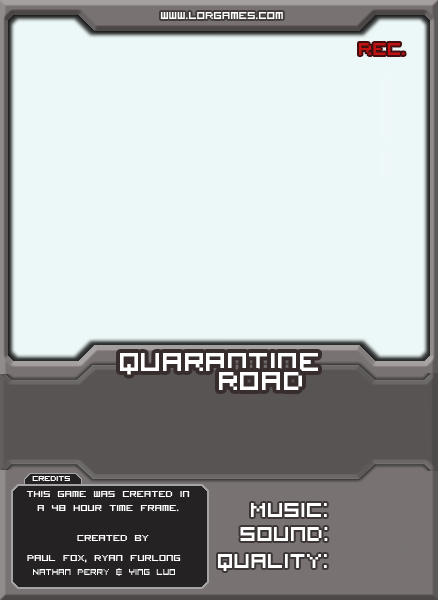 WWW.LORGAMES.COM
REC.
QUARANTINE
ROAD
CREDITS
THIS GAME WAS CREATED IN
A 48 HOUR TIME FRAME.
CREATED BY
PAUL FOX, RYAN FURLONG
NATHAN PERRY & YING LUO
MUSIC:
SOUND:
QUALITY: